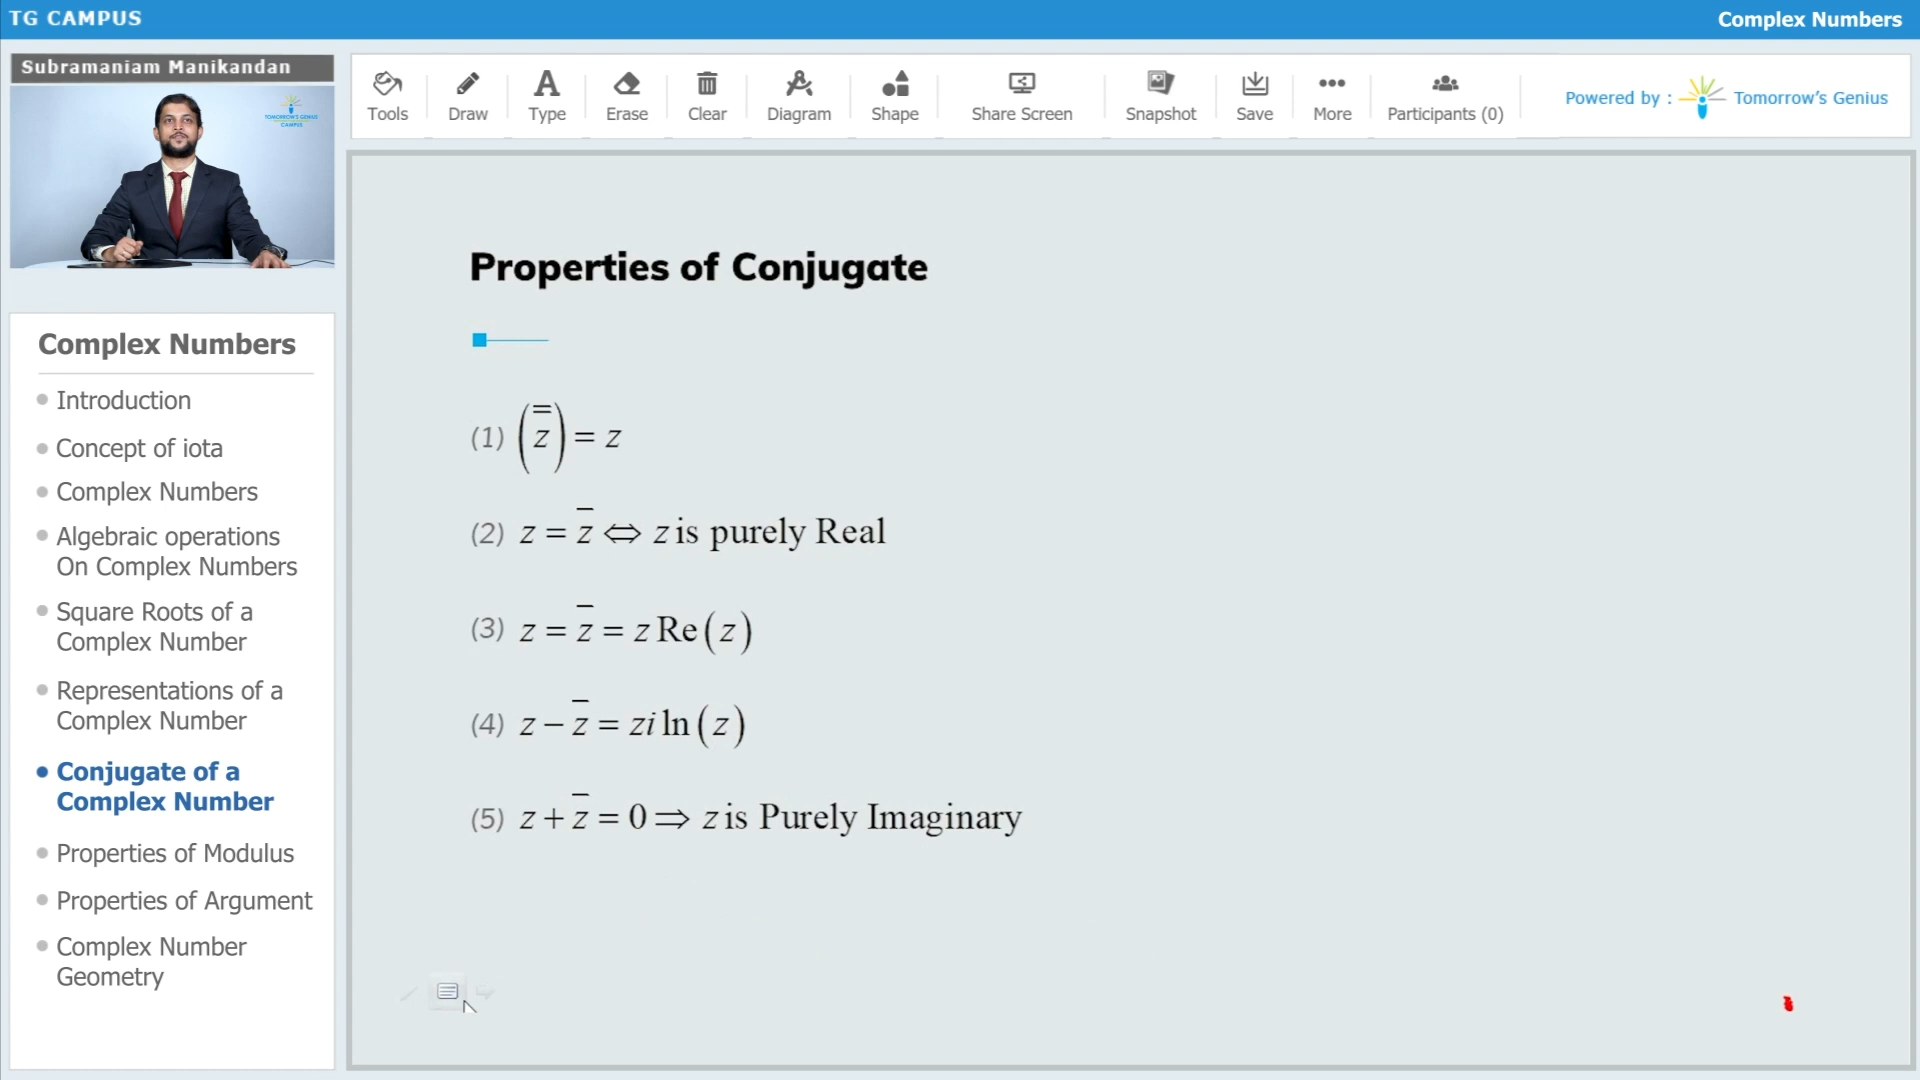 TG CAMPUS
Complex Numbers
Subramaniam Manikandan
TOMORROW'S GENIUS
CAMPUS
Tools
Draw
Type
Erase
Clear
Diagram
Shape
Share Screen
Snapshot
Save
More
Participants (0)
Powered by :
Tomorrow's Genius
Complex Numbers
Introduction
Concept of iota
Complex Numbers
Algebraic operations
On Complex Numbers
Square Roots of a
Complex Number
Representations of a
Complex Number
Conjugate of a
Complex Number
Properties of Modulus
Properties of Argument
Complex Number
Geometry
Properties of Conjugate
(1) (z̿) = z
(2) z = z̅ ⇔ z is purely Real
(3) z = z̅ = z Re(z)
(4) z − z̅ = zi ln(z)
(5) z + z̅ = 0 ⇒ z is Purely Imaginary